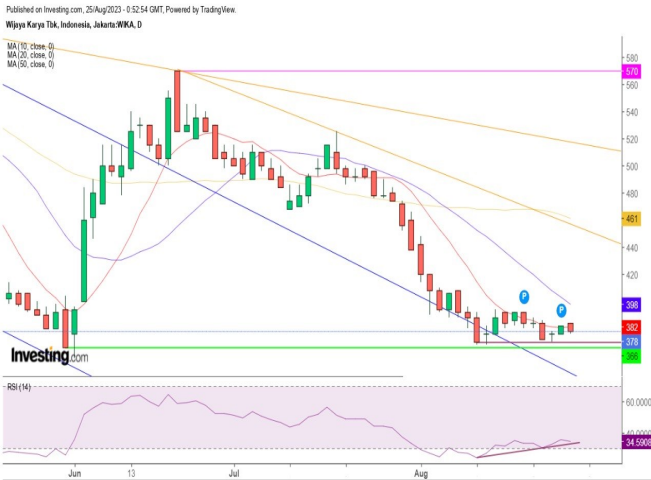 Published on Investing.com, 25/Aug/2023 - 0:52:54 GMT, Powered by TradingView.
Wijaya Karya Tbk, Indonesia, Jakarta:WIKA, D
MA (10, close, 0)
MA (20, close, 0)
MA (50, close, 0)
580
570
560
540
520
500
480
461
440
420
398
382
378
366
P
P
Investing.com
RSI (14)
60.0000
40.0000
34.5908
Jun
13
Jul
Aug